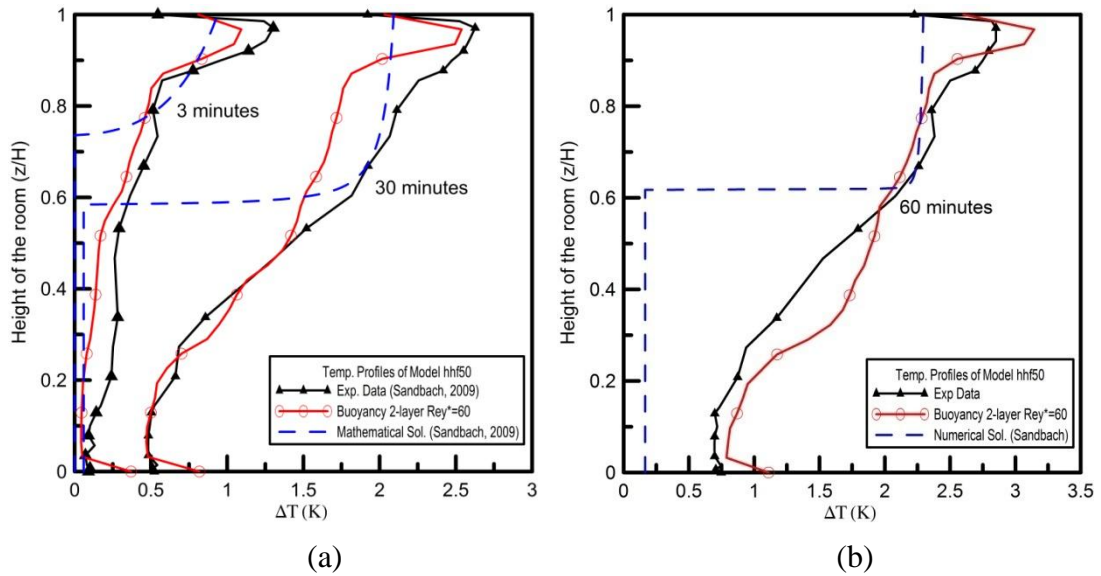 1
0.8
0.6
0.4
0.2
0
Height of the room (z/H)
3 minutes
30 minutes
Temp. Profiles of Model hhf50
Exp. Data (Sandbach, 2009)
Buoyancy 2-layer Rey*=60
Mathematical Sol. (Sandbach, 2009)
0 0.5 1 1.5 2 2.5 3
ΔT (K)
(a)
1
0.8
0.6
0.4
0.2
0
Height of the room (z/H)
60 minutes
Temp. Profiles of Model hhf50
Exp Data
Buoyancy 2-layer Rey*=60
Numerical Sol. (Sandbach)
0 0.5 1 1.5 2 2.5 3 3.5
ΔT (K)
(b)